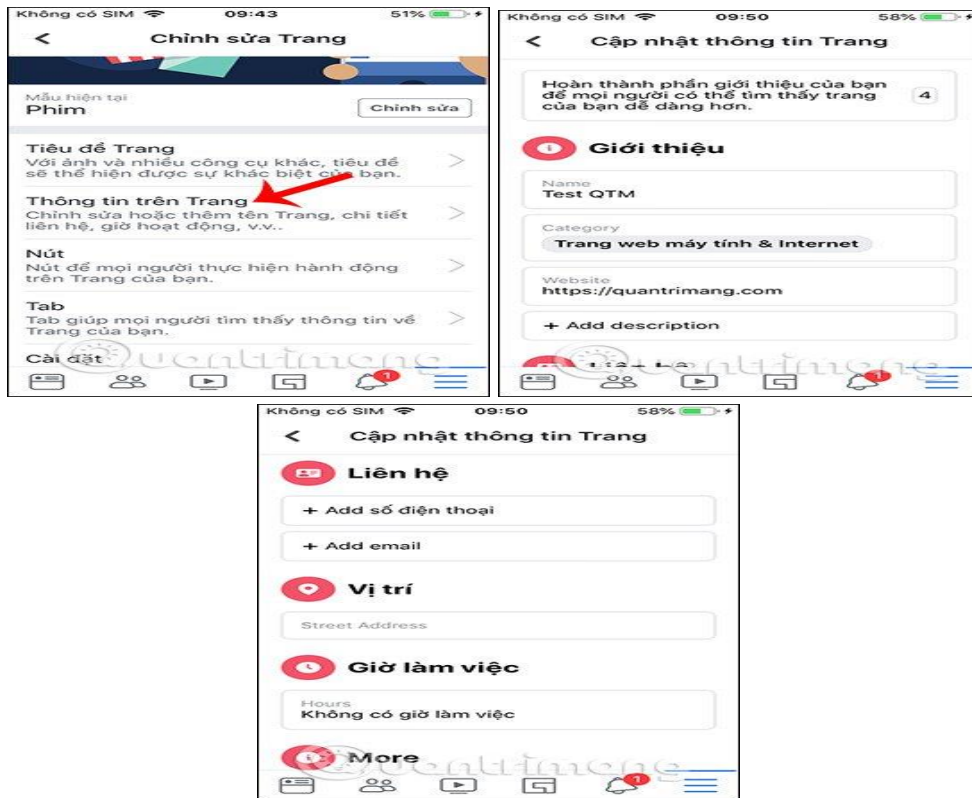 Không có SIM 09:43 51%
Chỉnh sửa Trang
Mẫu hiện tại
Phim
Chỉnh sửa
Tiêu đề Trang
Với ảnh và nhiều công cụ khác, tiêu đề
sẽ thể hiện được sự khác biệt của bạn.
Thông tin trên Trang
Chỉnh sửa hoặc thêm tên Trang, chi tiết
liên hệ, giờ hoạt động, v.v..
Nút
Nút để mọi người thực hiện hành động
trên Trang của bạn.
Tab
Tab giúp mọi người tìm thấy thông tin về
Trang của bạn.
Cài đặt
Quantrimang
1
Không có SIM 09:50 58%
Cập nhật thông tin Trang
Hoàn thành phần giới thiệu của bạn
để mọi người có thể tìm thấy trang
của bạn dễ dàng hơn.
4
Giới thiệu
Name
Test QTM
Category
Trang web máy tính & Internet
Website
https://quantrimang.com
+ Add description
Liên hệ
Quantrimang
1
Không có SIM 09:50 58%
Cập nhật thông tin Trang
Liên hệ
+ Add số điện thoại
+ Add email
Vị trí
Street Address
Giờ làm việc
Hours
Không có giờ làm việc
More
Quantrimang
1